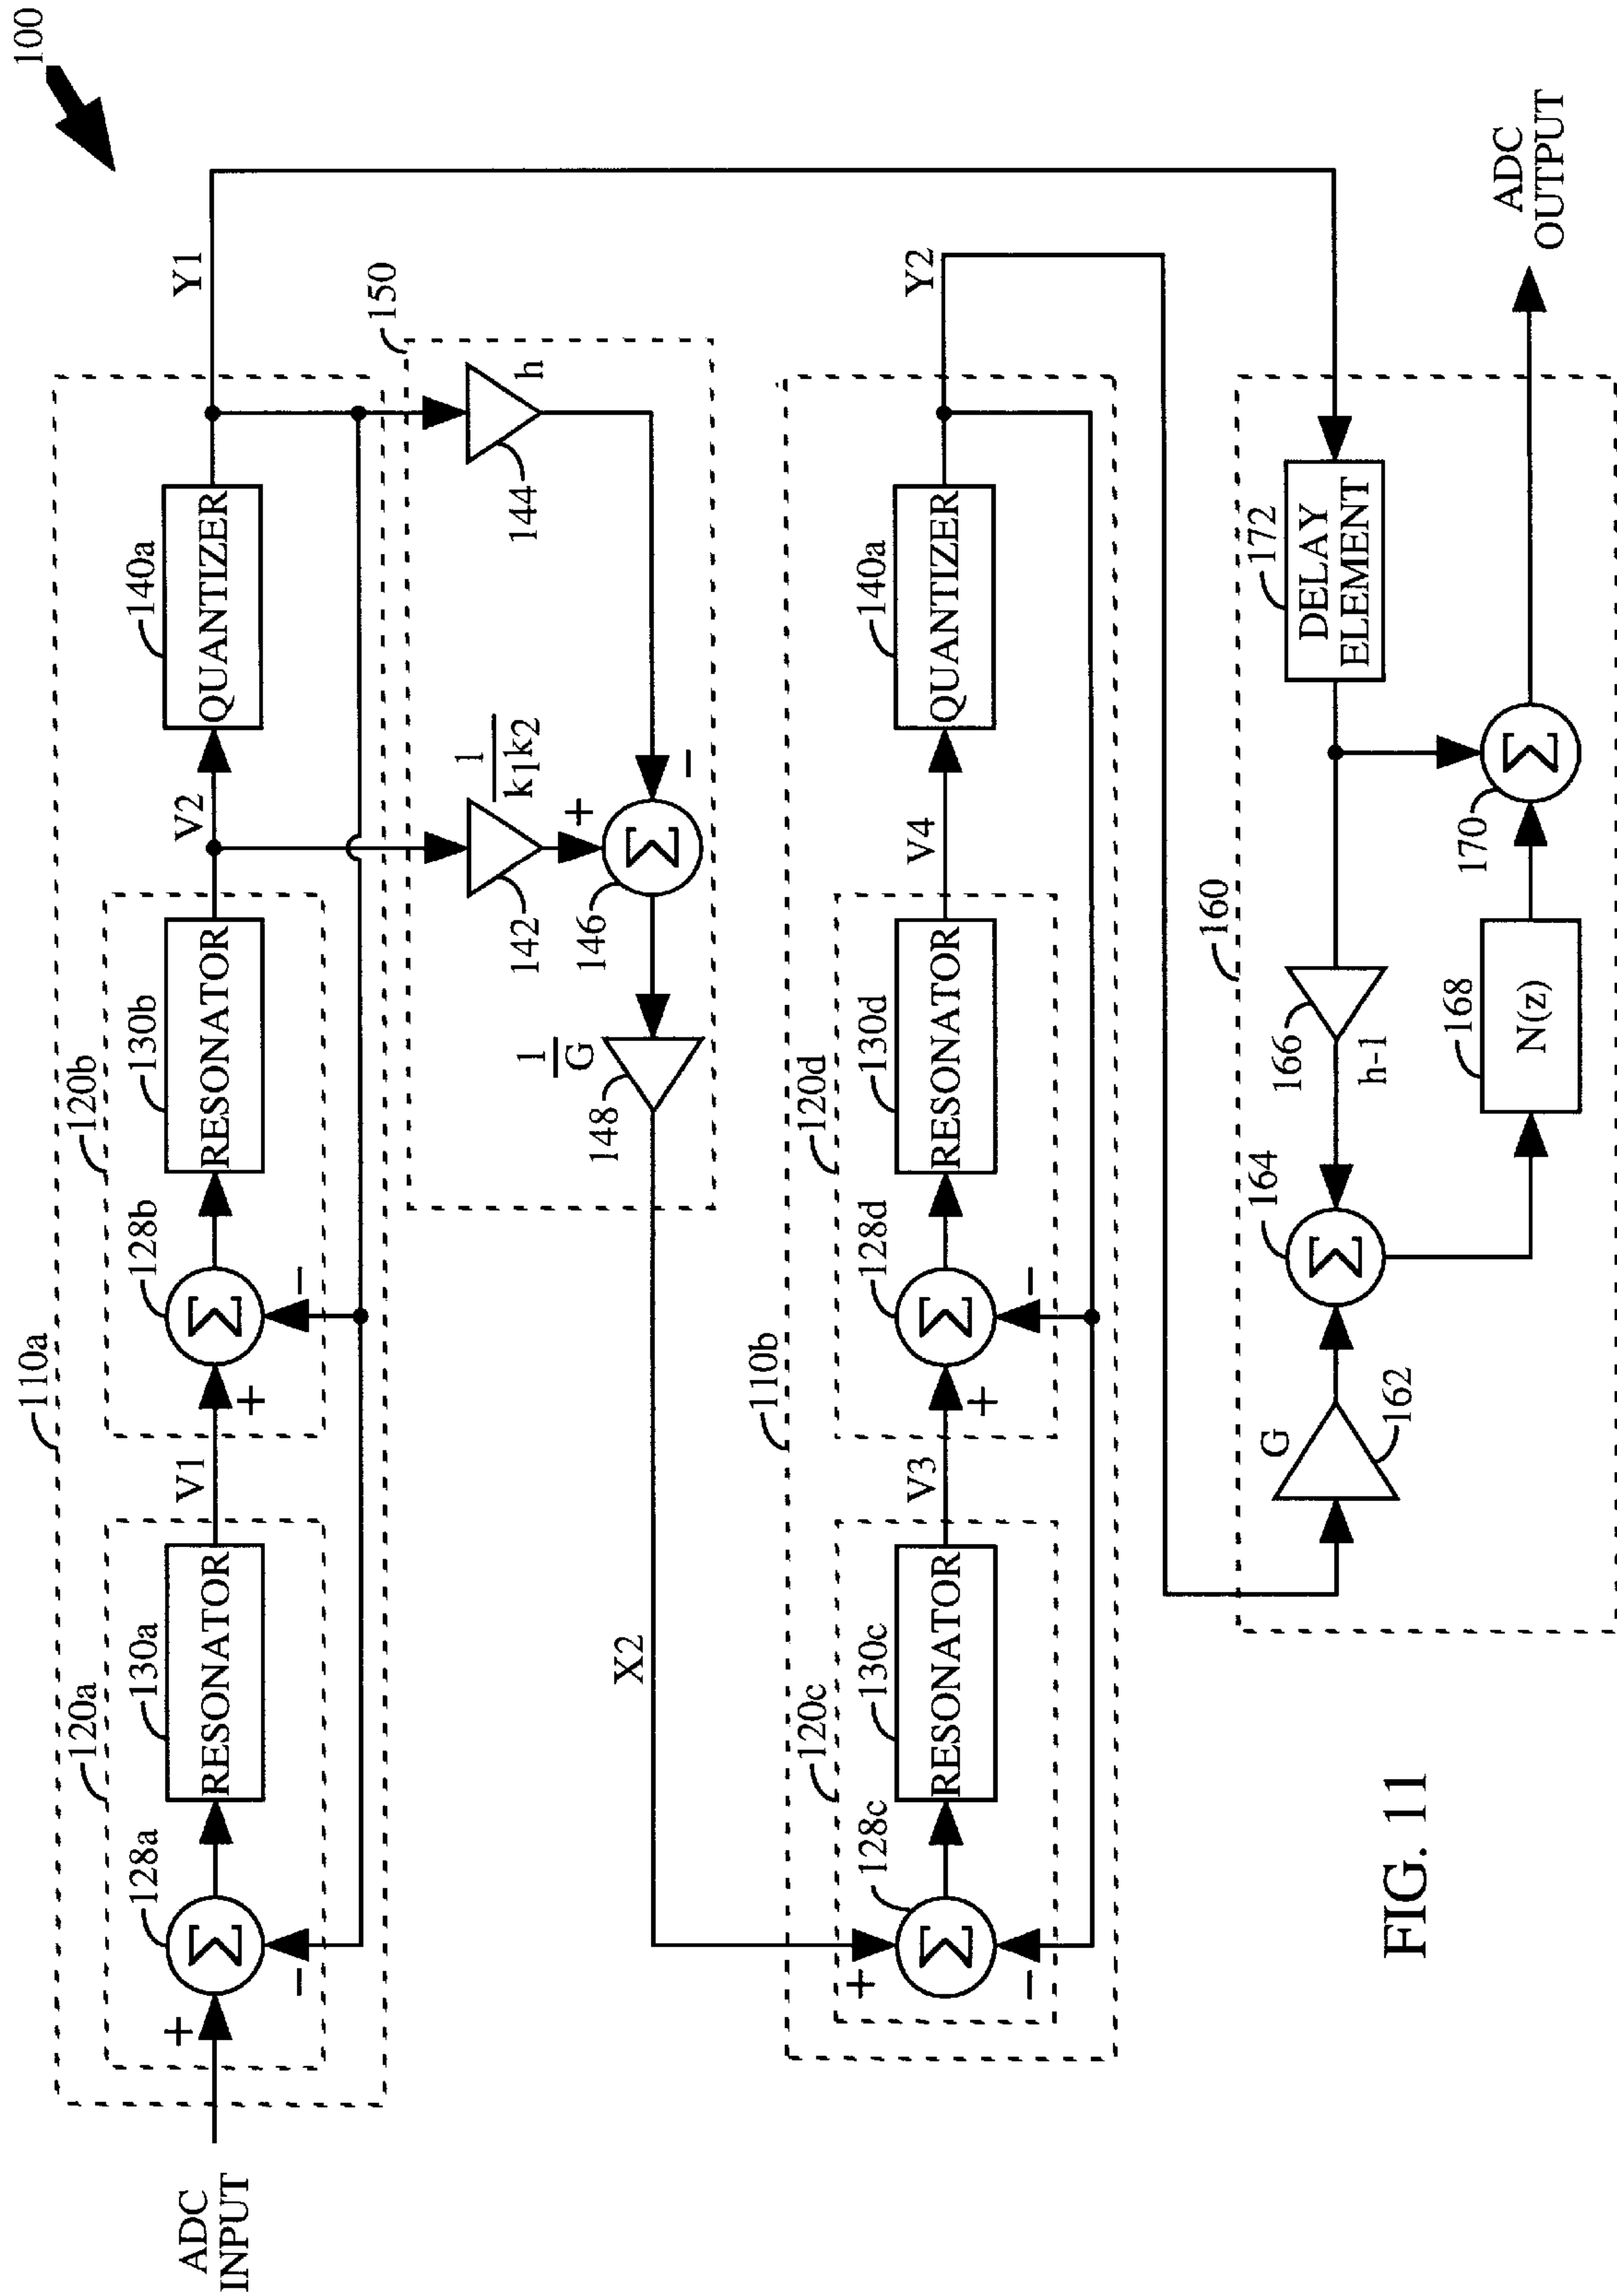 100
110a
120a
120b
128a
130a
128b
130b
140a
ADC
INPUT
+
−
Σ
RESONATOR
V1
+
−
Σ
RESONATOR
V2
QUANTIZER
Y1
150
1
k1k2
142
h
144
+
−
Σ
146
1
G
148
X2
110b
120c
120d
128c
130c
128d
130d
140a
+
−
Σ
RESONATOR
V3
+
−
Σ
RESONATOR
V4
QUANTIZER
Y2
160
G
162
Σ
164
166
h-1
172
DELAY
ELEMENT
168
N(z)
170
Σ
ADC
OUTPUT
FIG. 11